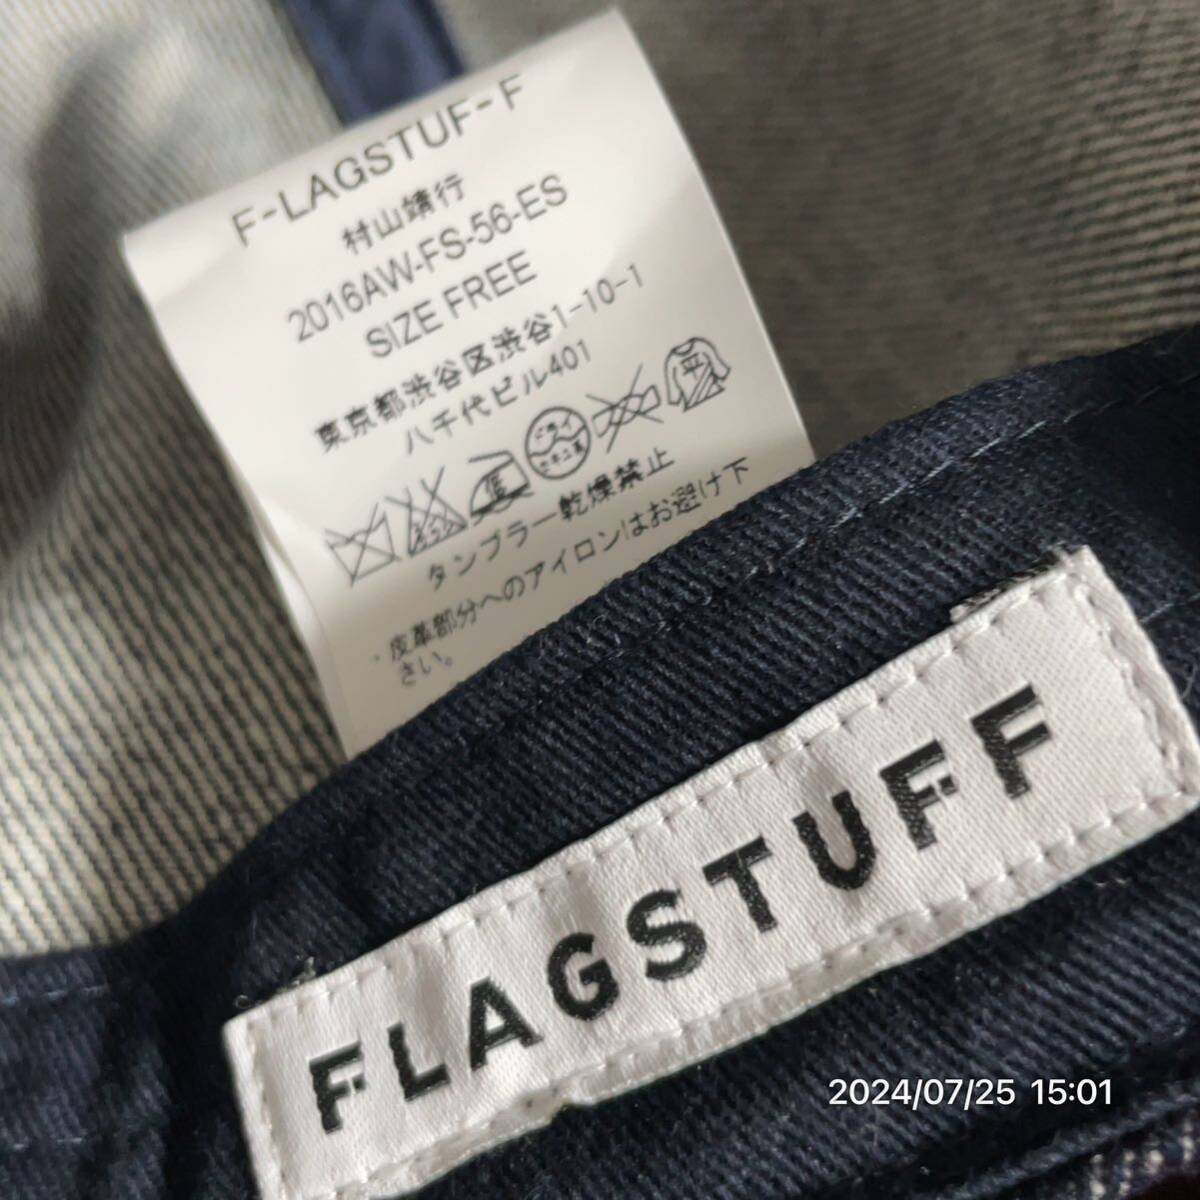 F-LAGSTUF-F
村山靖行
2016AW-FS-56-ES
SIZE FREE
東京都渋谷区渋谷1-10-1
八千代ビル401
平
タンブラー乾燥禁止
・皮革部分へのアイロンはお避け下
さい。
FLAGSTUFF
2024/07/25 15:01